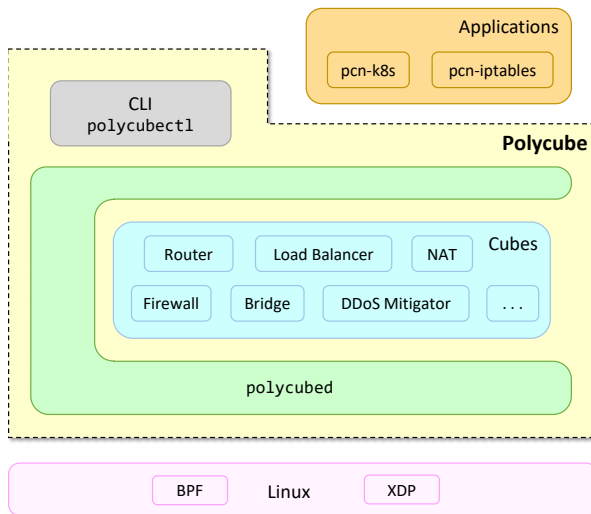 Applications
pcn-k8s
pcn-iptables
CLI
polycubectl
Polycube
Cubes
Router
Load Balancer
NAT
Firewall
Bridge
DDoS Mitigator
...
polycubed
BPF
Linux
XDP